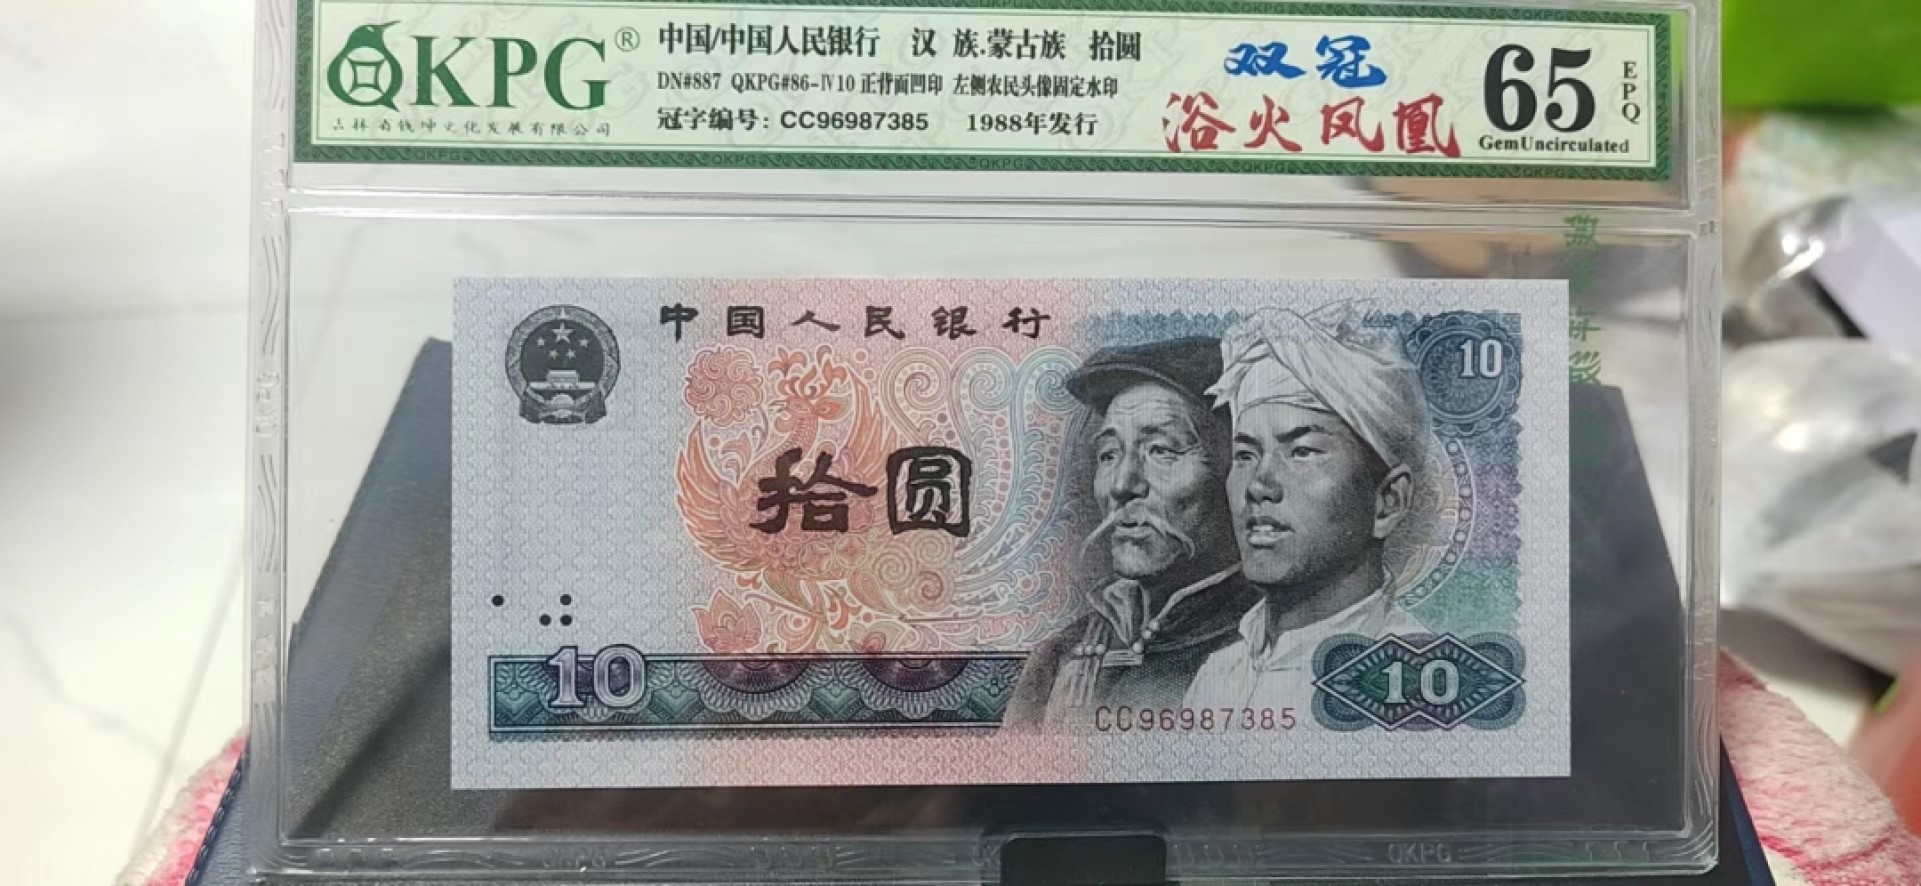 QKPG® 中国/中国人民银行 汉 族.蒙古族 拾圆
DN#887 QKPG#86-Ⅳ10 正背面凹印 左侧农民头像固定水印
冠字编号: CC96987385 1988年发行
吉林省钱坤文化发展有限公司
双冠
浴火凤凰
65
EPQ
GemUncirculated
中国人民银行
10
拾圆
10
10
CC96987385
QKPG